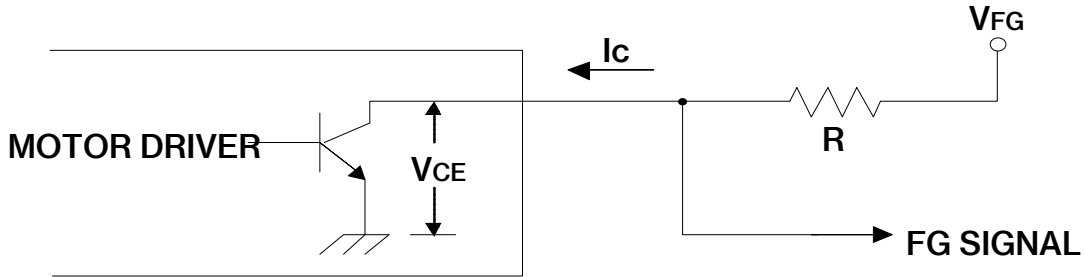 VFG
IC
MOTOR DRIVER
VCE
R
FG SIGNAL